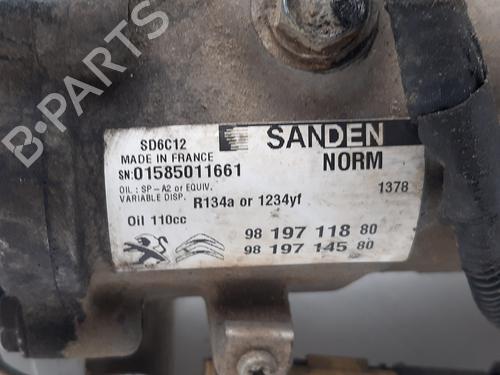 SANDEN
SD6C12
MADE IN FRANCE
NORM
SN:01585011661
1378
OIL : SP-A2 or EQUIV.
VARIABLE DISP.
R134a or 1234yf
Oil 110cc
98 197 118 80
98 197 145 80
B-PARTS